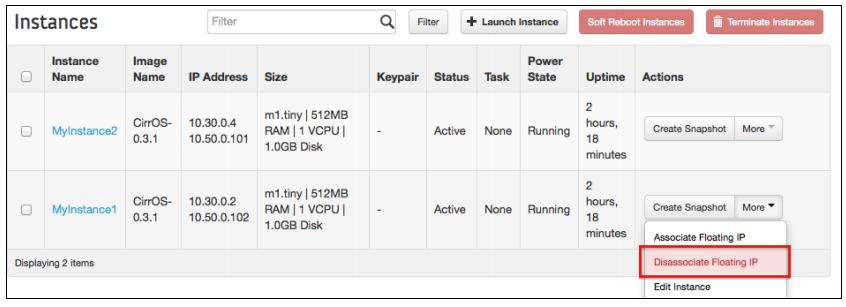 Instances Filter Filter + Launch Instance Soft Reboot Instances Terminate Instances
Instance Name Image Name IP Address Size Keypair Status Task Power State Uptime Actions
MyInstance2 CirrOS-0.3.1 10.30.0.4 10.50.0.101 m1.tiny | 512MB RAM | 1 VCPU | 1.0GB Disk - Active None Running 2 hours, 18 minutes Create Snapshot More
MyInstance1 CirrOS-0.3.1 10.30.0.2 10.50.0.102 m1.tiny | 512MB RAM | 1 VCPU | 1.0GB Disk - Active None Running 2 hours, 18 minutes Create Snapshot More
Associate Floating IP
Disassociate Floating IP
Edit Instance
Displaying 2 items